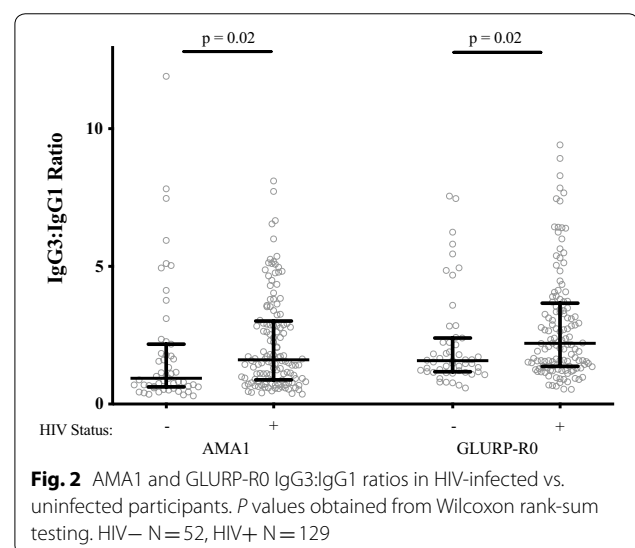 p = 0.02 p = 0.02
10
5
0
IgG3:IgG1 Ratio
HIV Status: - + - +
AMA1 GLURP-R0
Fig. 2 AMA1 and GLURP-R0 IgG3:IgG1 ratios in HIV-infected vs.
uninfected participants. P values obtained from Wilcoxon rank-sum
testing. HIV− N = 52, HIV+ N = 129